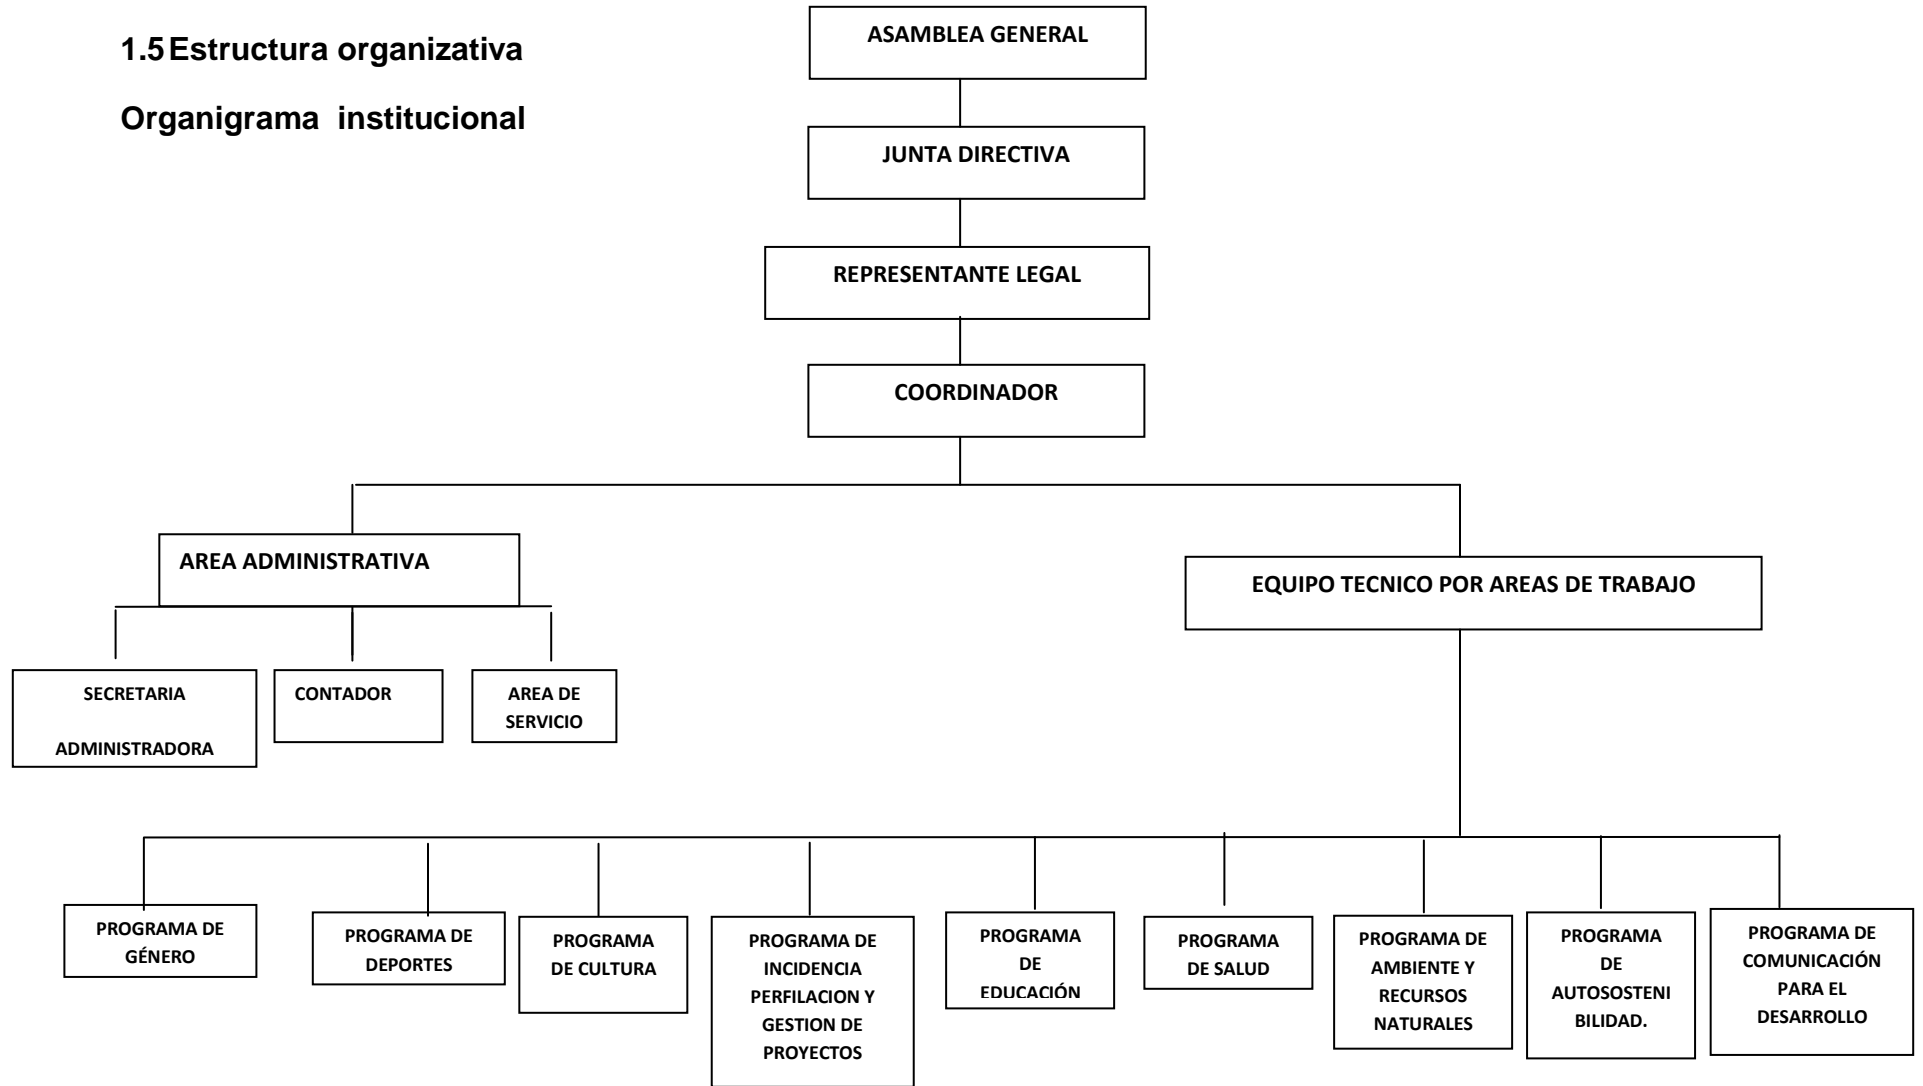 1.5 Estructura organizativa
Organigrama institucional
ASAMBLEA GENERAL
JUNTA DIRECTIVA
REPRESENTANTE LEGAL
COORDINADOR
AREA ADMINISTRATIVA
EQUIPO TECNICO POR AREAS DE TRABAJO
SECRETARIA
ADMINISTRADORA
CONTADOR
AREA DE
SERVICIO
PROGRAMA DE
GÉNERO
PROGRAMA DE
DEPORTES
PROGRAMA
DE CULTURA
PROGRAMA DE
INCIDENCIA
PERFILACION Y
GESTION DE
PROYECTOS
PROGRAMA
DE
EDUCACIÓN
PROGRAMA
DE SALUD
PROGRAMA DE
AMBIENTE Y
RECURSOS
NATURALES
PROGRAMA
DE
AUTOSOSTENI
BILIDAD.
PROGRAMA DE
COMUNICACIÓN
PARA EL
DESARROLLO